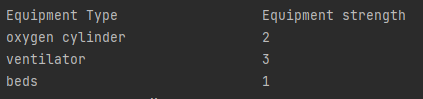 Equipment Type Equipment strength
oxygen cylinder 2
ventilator 3
beds 1